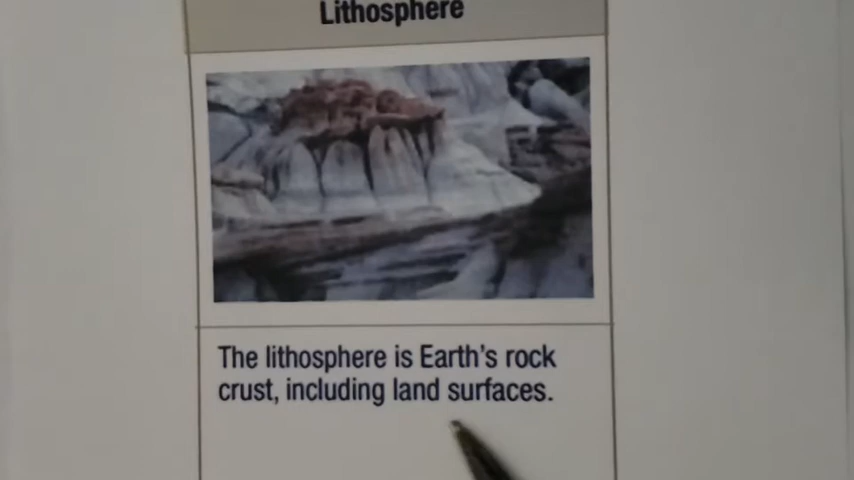 Lithosphere
The lithosphere is Earth's rock
crust, including land surfaces.